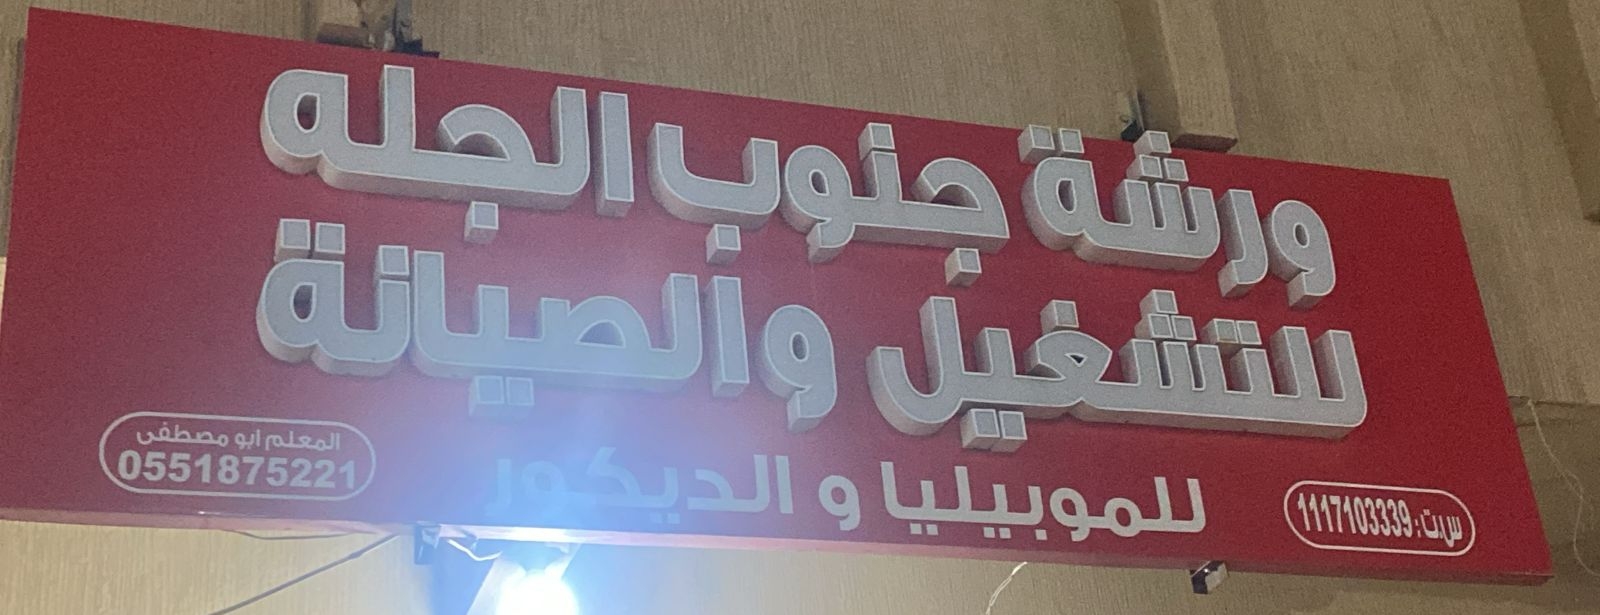 ورشة جنوب الجله
للتشغيل والصيانة
للموبيليا و الديكور
المعلم ابو مصطفى
0551875221
س.ت: 1117103339